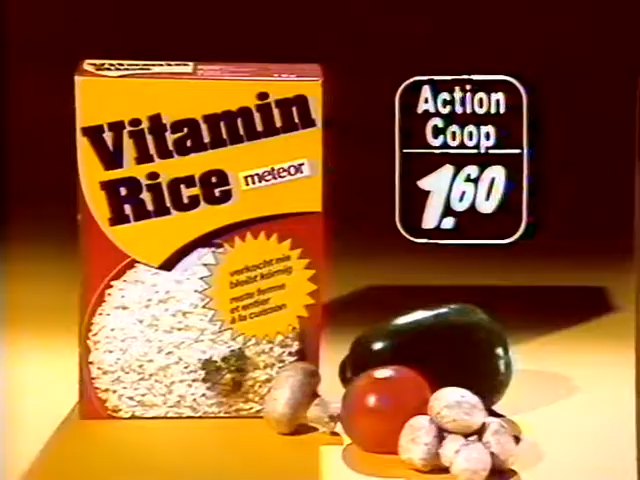 Vitamin
Rice meteor
verkocht nie
bleibt körnig
reste ferme
et entier
à la cuisson
Action
Coop
1.60